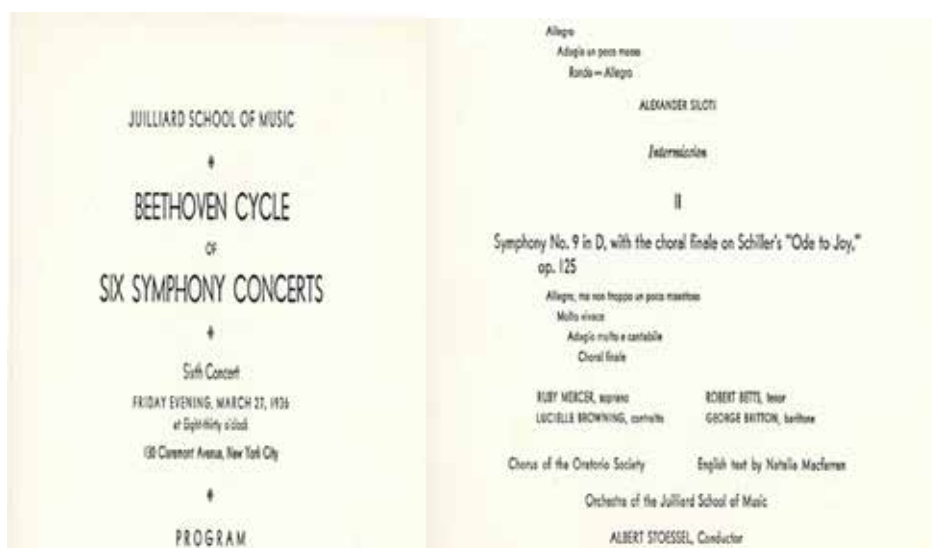 JUILLIARD SCHOOL OF MUSIC
BEETHOVEN CYCLE
OF
SIX SYMPHONY CONCERTS
Sixth Concert
FRIDAY EVENING, MARCH 27, 1936
at Eight-thirty o'clock
130 Claremont Avenue, New York City
PROGRAM
Allegro
Adagio un poco mosso
Rondo — Allegro
ALEXANDER SILOTI
Intermission
II
Symphony No. 9 in D, with the choral finale on Schiller's "Ode to Joy,"
op. 125
Allegro, ma non troppo un poco maestoso
Molto vivace
Adagio molto e cantabile
Choral finale
RUBY MERCER, soprano ROBERT BETTS, tenor
LUCIELLE BROWNING, contralto GEORGE BRITTON, baritone
Chorus of the Oratorio Society English text by Natalia Macfarren
Orchestra of the Juilliard School of Music
ALBERT STOESSEL, Conductor